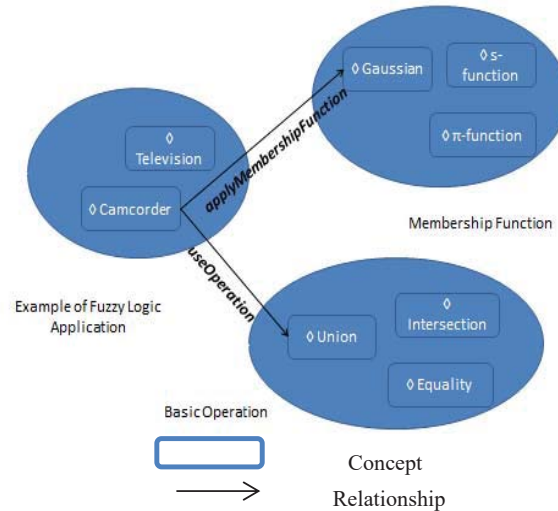 ◊ Gaussian
◊ s-
function
◊ π-function
Membership Function
◊
Television
◊ Camcorder
applyMembershipFunction
useOperation
Example of Fuzzy Logic
Application
◊ Union
◊
Intersection
◊ Equality
Basic Operation
Concept
Relationship